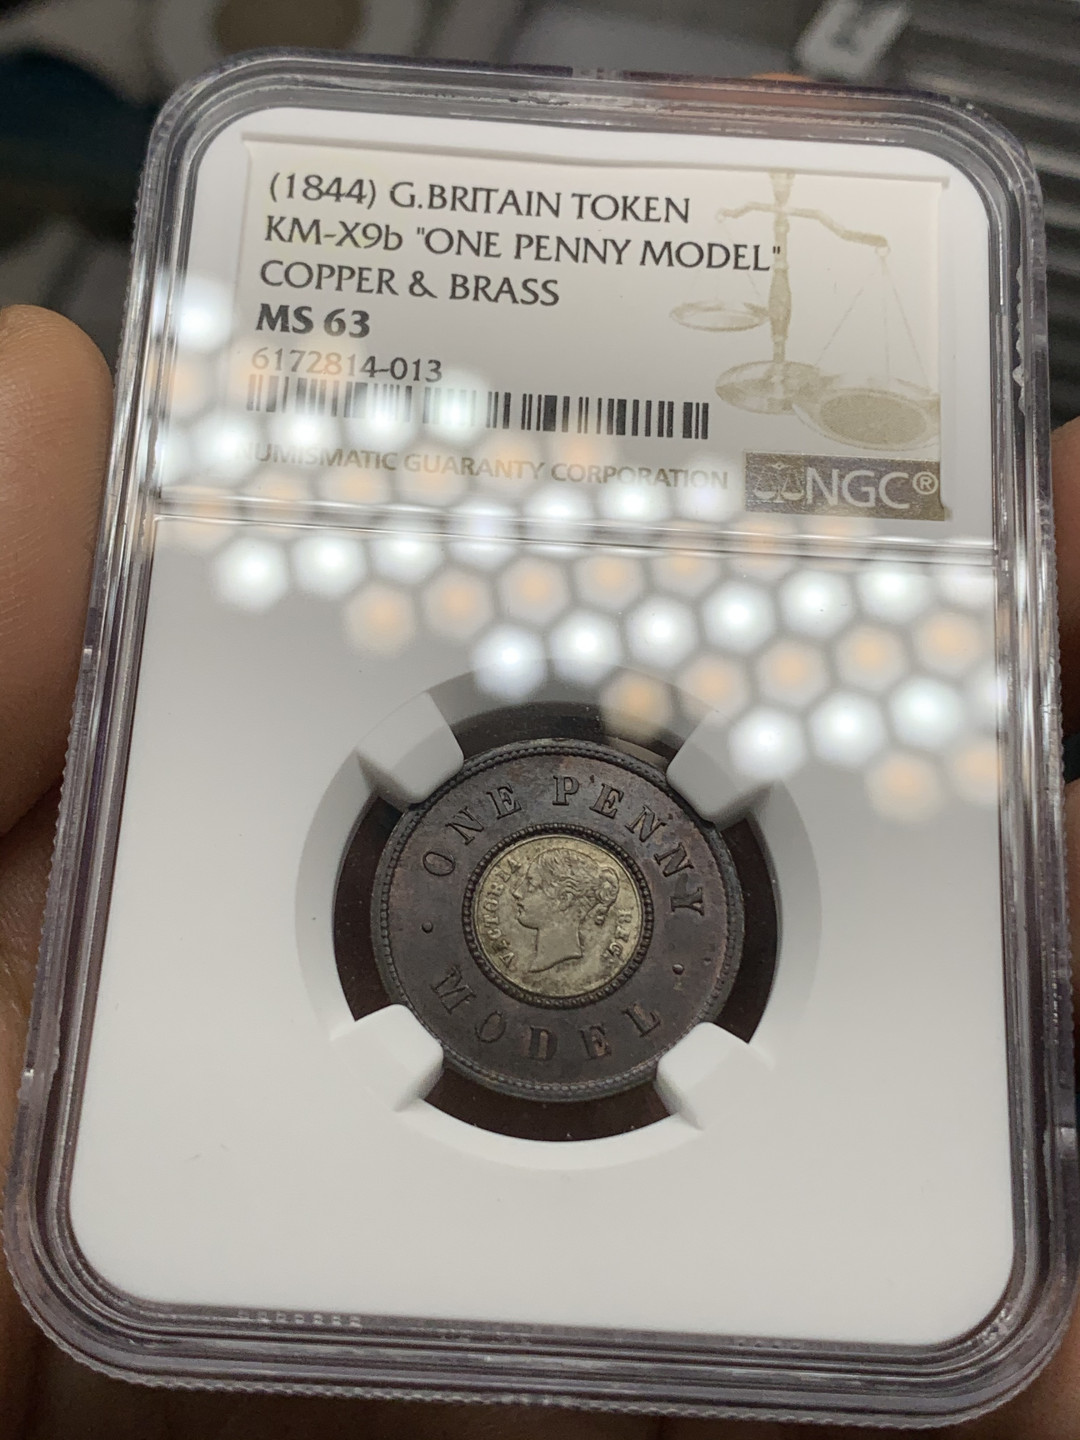 (1844) G.BRITAIN TOKEN
KM-X9b "ONE PENNY MODEL"
COPPER & BRASS
MS 63
6172814-013
NUMISMATIC GUARANTY CORPORATION
NGC®
ONE PENNY
VICTORIA REG.
MODEL